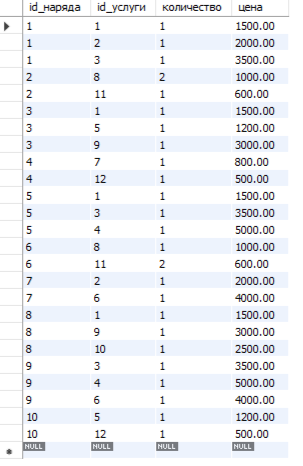 id_наряда id_услуги количество цена
1 1 1 1500.00
1 2 1 2000.00
1 3 1 3500.00
2 8 2 1000.00
2 11 1 600.00
3 1 1 1500.00
3 5 1 1200.00
3 9 1 3000.00
4 7 1 800.00
4 12 1 500.00
5 1 1 1500.00
5 3 1 3500.00
5 4 1 5000.00
6 8 1 1000.00
6 11 2 600.00
7 2 1 2000.00
7 6 1 4000.00
8 1 1 1500.00
8 9 1 3000.00
8 10 1 2500.00
9 3 1 3500.00
9 4 1 5000.00
9 6 1 4000.00
10 5 1 1200.00
10 12 1 500.00
NULL NULL NULL NULL